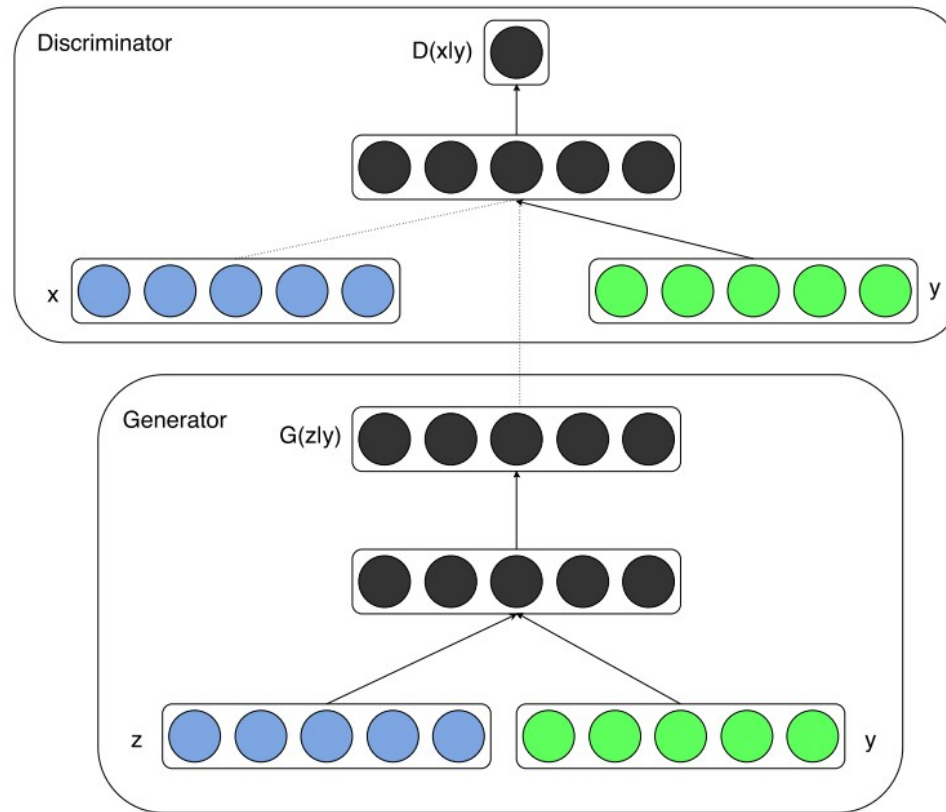 Discriminator
D(x|y)
x
y
Generator
G(z|y)
z
y